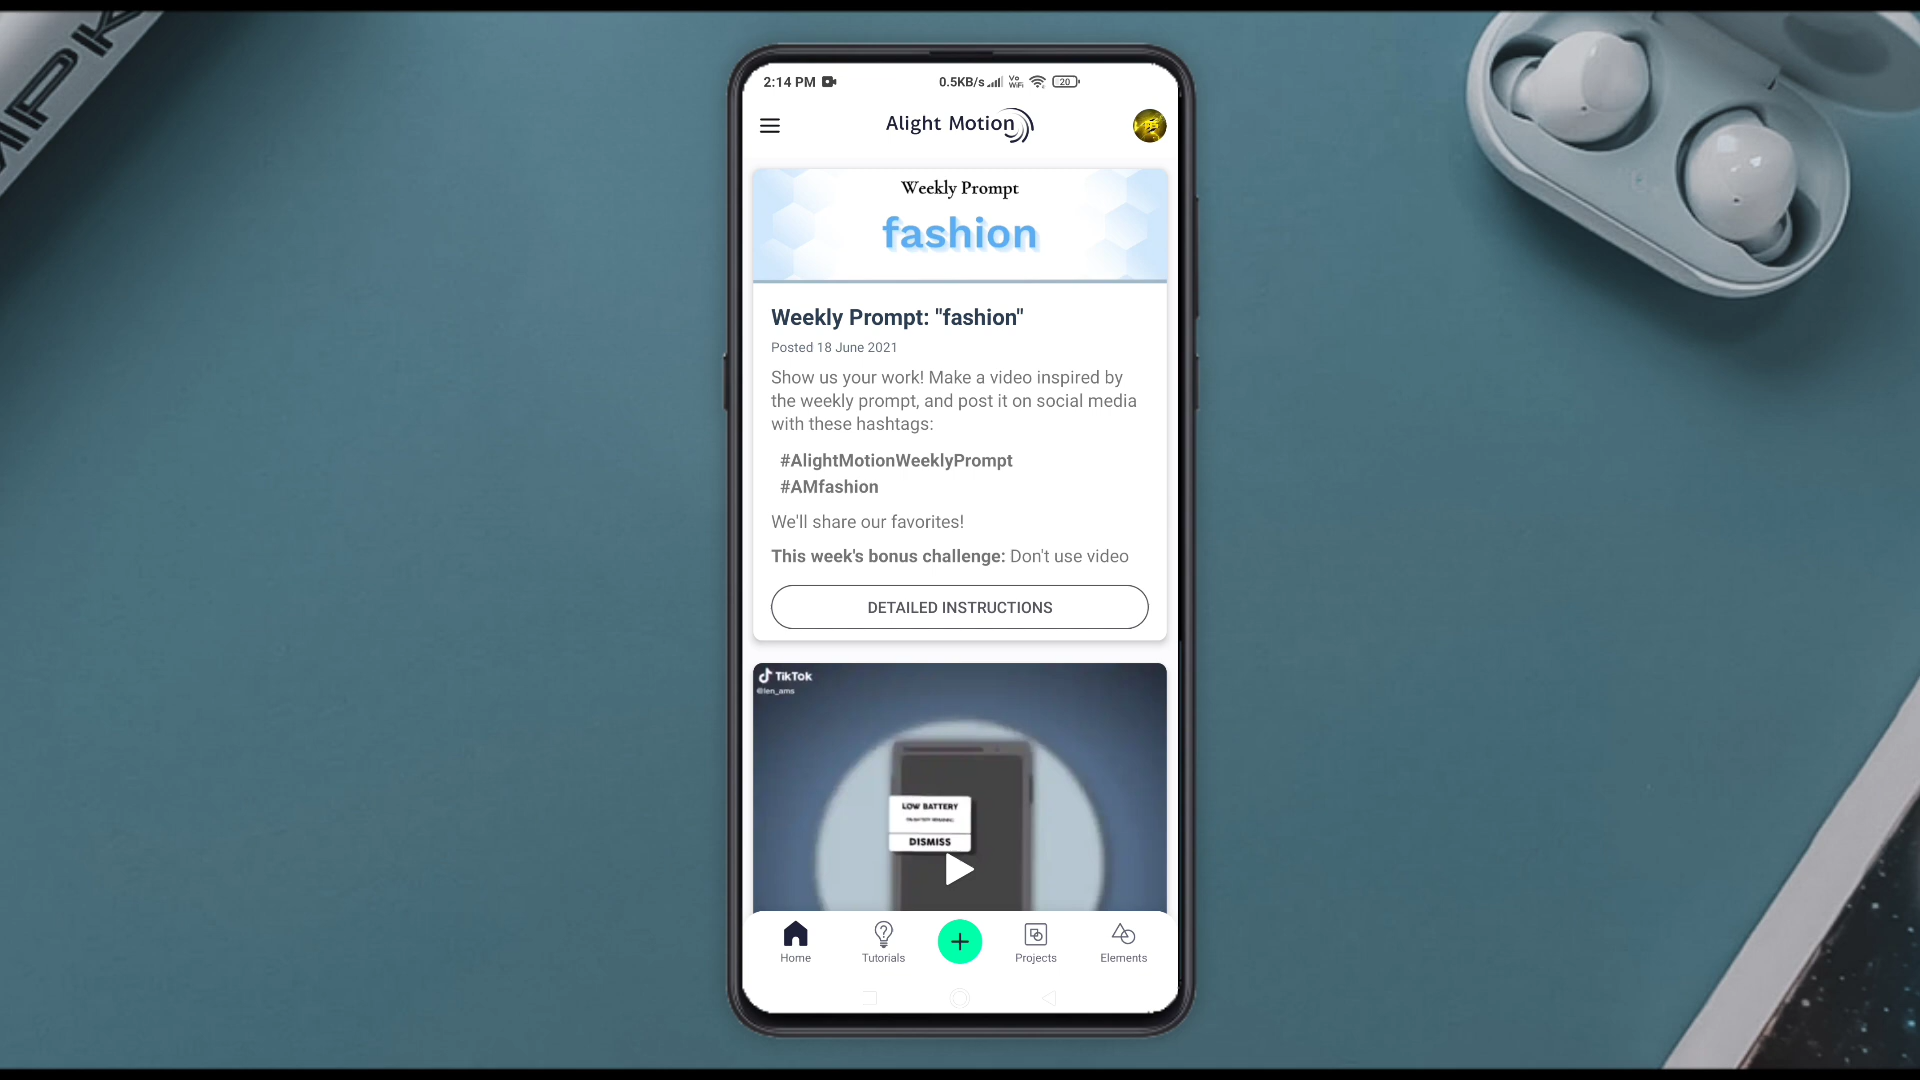 2:14 PM
0.5KB/s
Vo
WiFi
20
Alight Motion
Weekly Prompt
fashion
Weekly Prompt: "fashion"
Posted 18 June 2021
Show us your work! Make a video inspired by
the weekly prompt, and post it on social media
with these hashtags:
#AlightMotionWeeklyPrompt
#AMfashion
We'll share our favorites!
This week's bonus challenge: Don't use video
DETAILED INSTRUCTIONS
TikTok
@len_ams
LOW BATTERY
DISMISS
Home
Tutorials
Projects
Elements